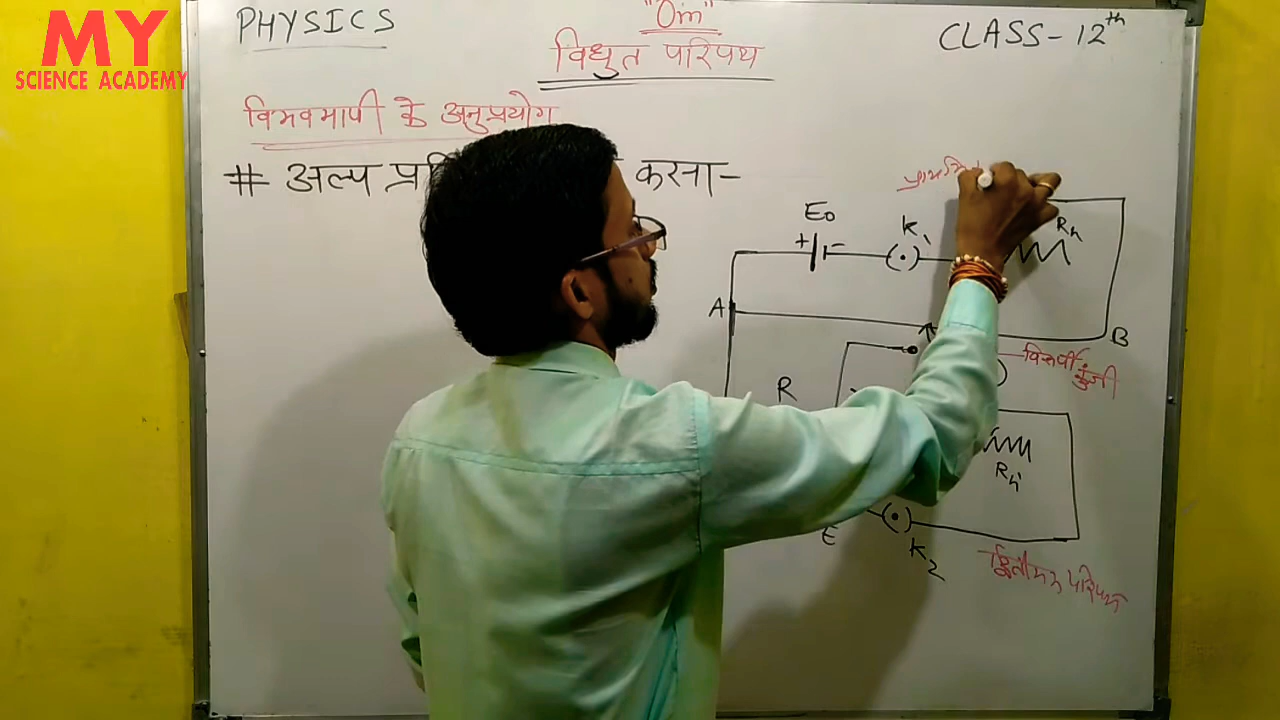 MY
SCIENCE ACADEMY
PHYSICS
"Om"
CLASS-12th
विधुत परिपथ
विभवमापी के अनुप्रयोग
# अल्प करना-
E0
+ -
K1
Rh
A
B
विसर्पी कुंजी
R
Rh
E
K2
द्वितीयक परिपथ